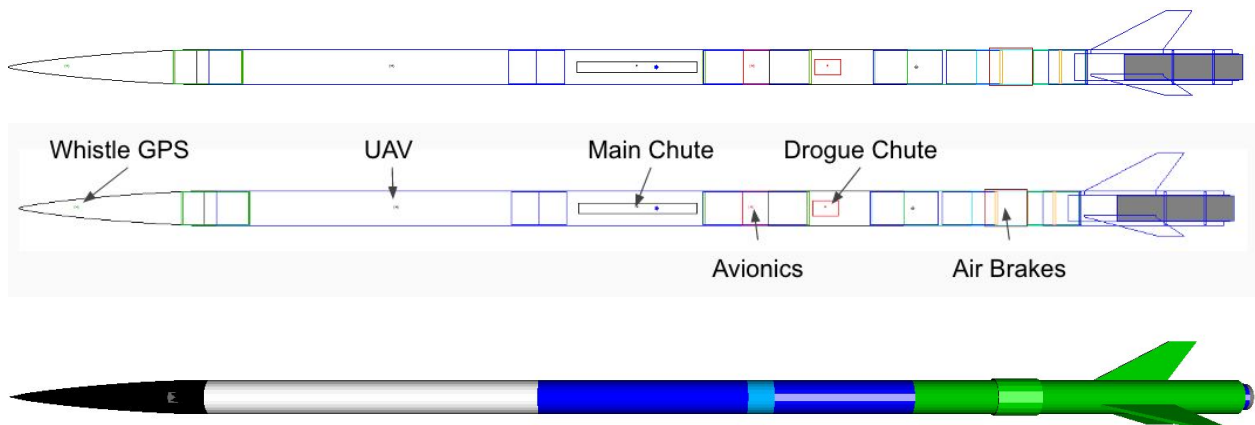 Whistle GPS
UAV
Main Chute
Drogue Chute
Avionics
Air Brakes